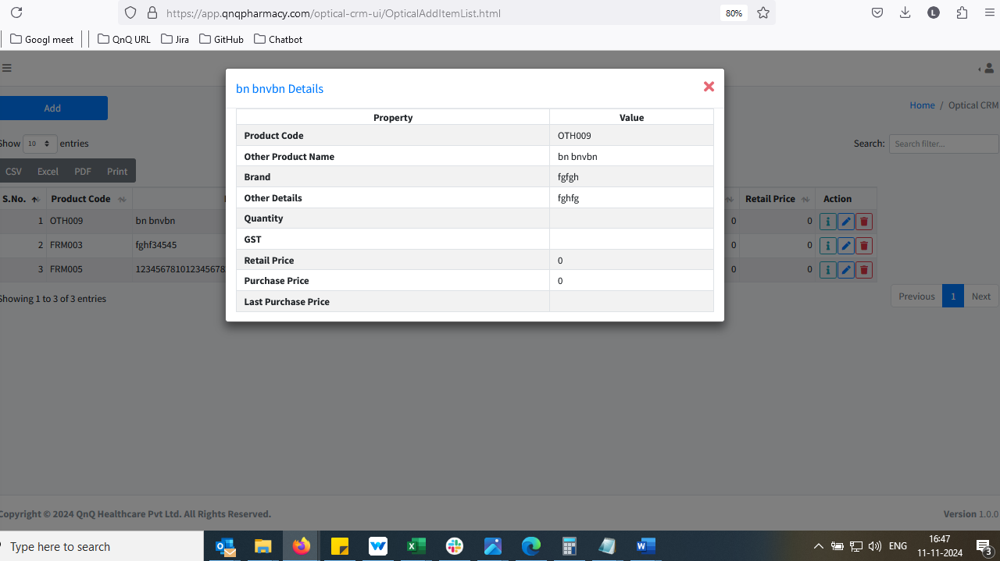 https://app.qnqpharmacy.com/optical-crm-ui/OpticalAddItemList.html 80% L
Googl meet QnQ URL Jira GitHub Chatbot
bn bnvbn Details
Add Home / Optical CRM
Property Value
Product Code OTH009
Other Product Name bn bnvbn
Brand fgfgh
Other Details fghfg
Quantity
GST
Retail Price 0
Purchase Price 0
Last Purchase Price
Show 10 entries Search: Search filter...
CSV Excel PDF Print
S.No. Product Code Retail Price Action
1 OTH009 bn bnvbn 0 0
2 FRM003 fghf34545 0 0
3 FRM005 0 0
Showing 1 to 3 of 3 entries Previous 1 Next
Copyright © 2024 QnQ Healthcare Pvt Ltd. All Rights Reserved. Version 1.0.0
Type here to search ENG 16:47
11-11-2024 3